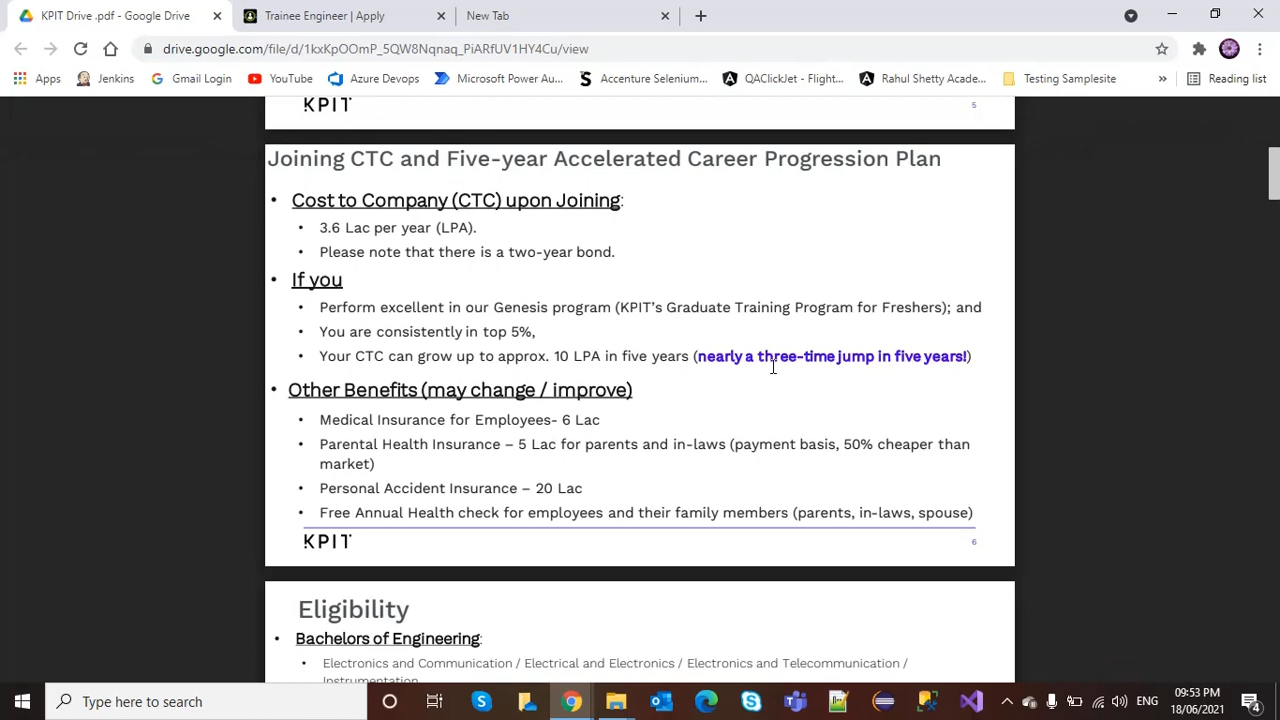 KPIT Drive .pdf - Google Drive
Trainee Engineer | Apply
New Tab
drive.google.com/file/d/1kxKpOOmP_5QW8Nqnaq_PiARfUV1HY4Cu/view
Apps
Jenkins
Gmail Login
YouTube
Azure Devops
Microsoft Power Au...
Accenture Selenium...
QAClickJet - Flight...
Rahul Shetty Acade...
Testing Samplesite
»
Reading list
KPIT
5
Joining CTC and Five-year Accelerated Career Progression Plan
• Cost to Company (CTC) upon Joining:
• 3.6 Lac per year (LPA).
• Please note that there is a two-year bond.
• If you
• Perform excellent in our Genesis program (KPIT's Graduate Training Program for Freshers); and
• You are consistently in top 5%,
• Your CTC can grow up to approx. 10 LPA in five years (nearly a three-time jump in five years!)
• Other Benefits (may change / improve)
• Medical Insurance for Employees- 6 Lac
• Parental Health Insurance – 5 Lac for parents and in-laws (payment basis, 50% cheaper than
market)
• Personal Accident Insurance – 20 Lac
• Free Annual Health check for employees and their family members (parents, in-laws, spouse)
KPIT
6
Eligibility
• Bachelors of Engineering:
• Electronics and Communication / Electrical and Electronics / Electronics and Telecommunication /
Instrumentation
Type here to search
ENG
09:53 PM
18/06/2021
4